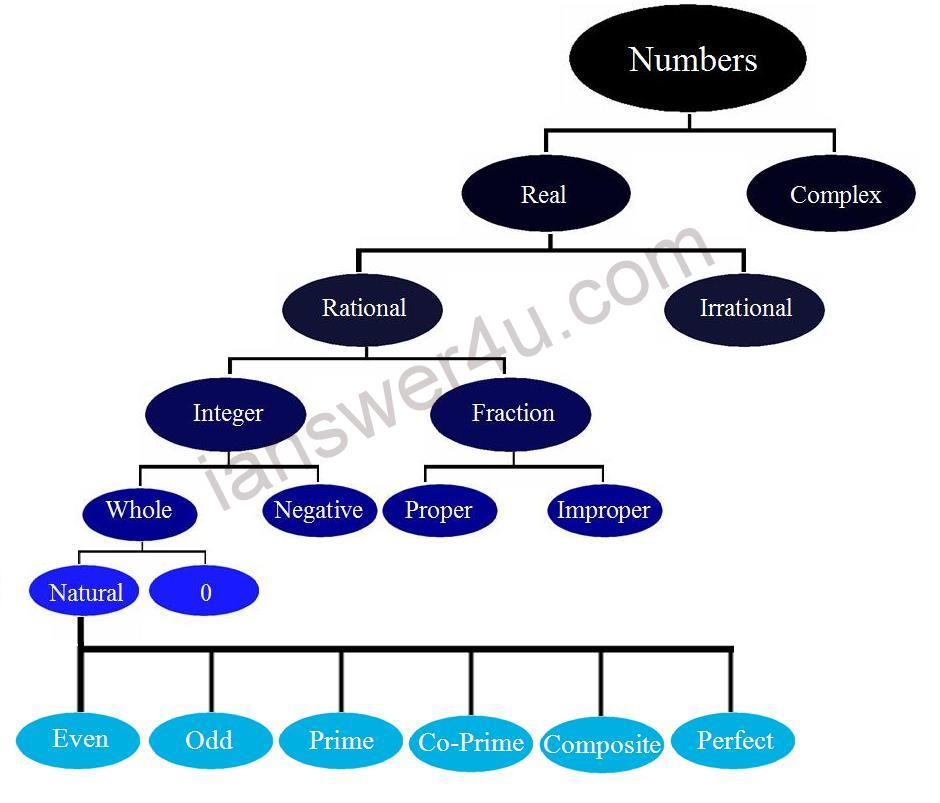 Numbers
Real
Complex
ianswer4u.com
Rational
Irrational
Integer
Fraction
Whole
Negative
Proper
Improper
Natural
0
Even
Odd
Prime
Co-Prime
Composite
Perfect